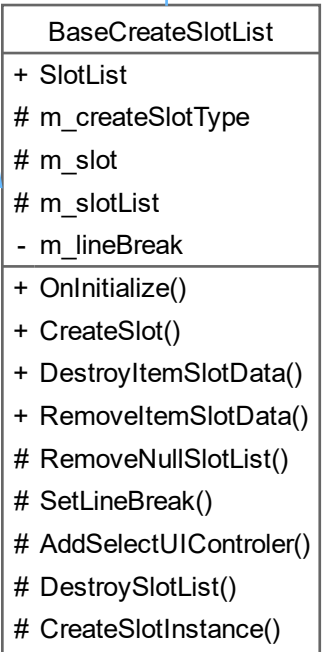 BaseCreateSlotList
+ SlotList
# m_createSlotType
# m_slot
# m_slotList
- m_lineBreak
+ OnInitialize()
+ CreateSlot()
+ DestroyItemSlotData()
+ RemoveItemSlotData()
# RemoveNullSlotList()
# SetLineBreak()
# AddSelectUIControler()
# DestroySlotList()
# CreateSlotInstance()